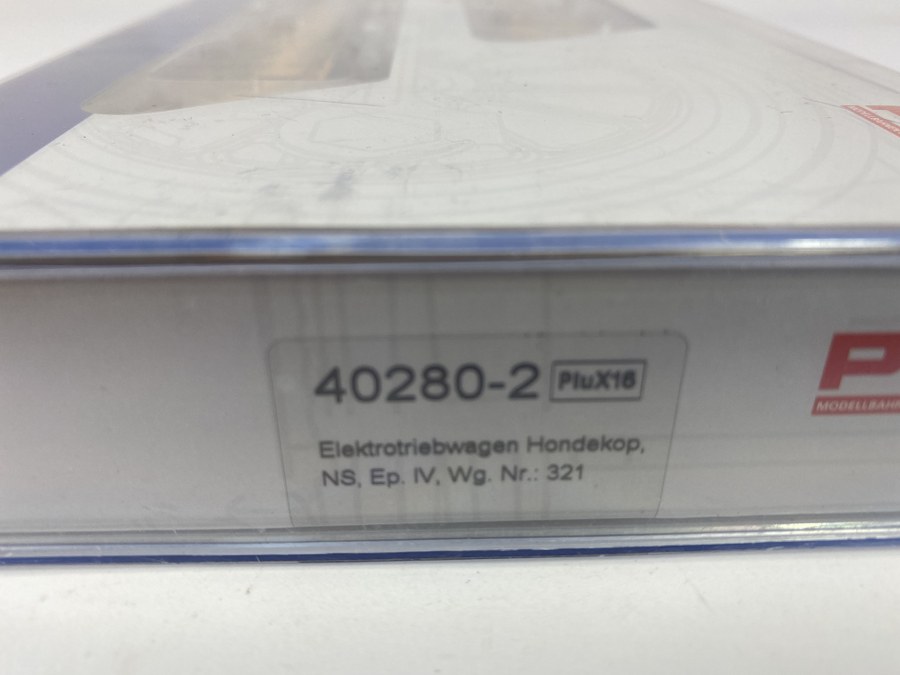 40280-2 PluX16
Elektrotriebwagen Hondekop,
NS, Ep. IV, Wg. Nr.: 321
P
MODELLBAHN